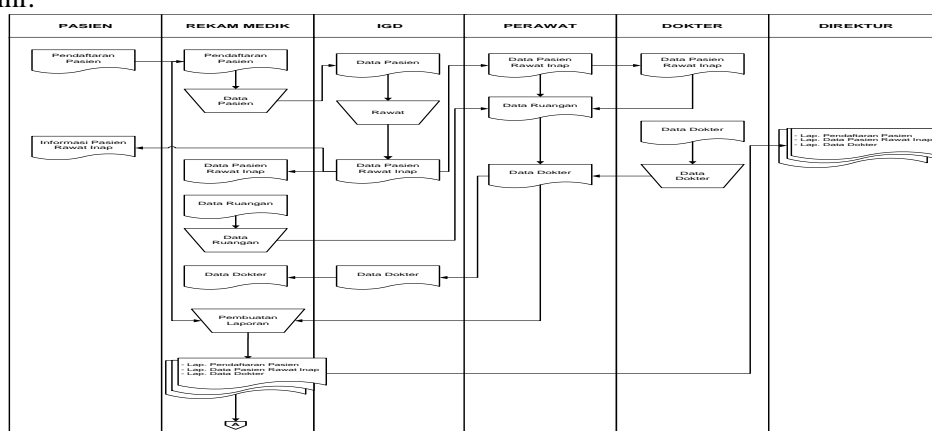 ini:
PASIEN
REKAM MEDIK
IGD
PERAWAT
DOKTER
DIREKTUR
Pendaftaran
Pasien
Pendaftaran
Pasien
Data
Pasien
Data Pasien
Rawat
Data Pasien
Rawat Inap
Data Pasien
Rawat Inap
Data Ruangan
Data Dokter
Data
Dokter
Informasi Pasien
Rawat Inap
Data Pasien
Rawat Inap
Data Pasien
Rawat Inap
Data Dokter
- Lap. Pendaftaran Pasien
- Lap. Data Pasien Rawat Inap
- Lap. Data Dokter
Data Ruangan
Data
Ruangan
Data Dokter
Data Dokter
Pembuatan
Laporan
- Lap. Pendaftaran Pasien
- Lap. Data Pasien Rawat Inap
- Lap. Data Dokter
A